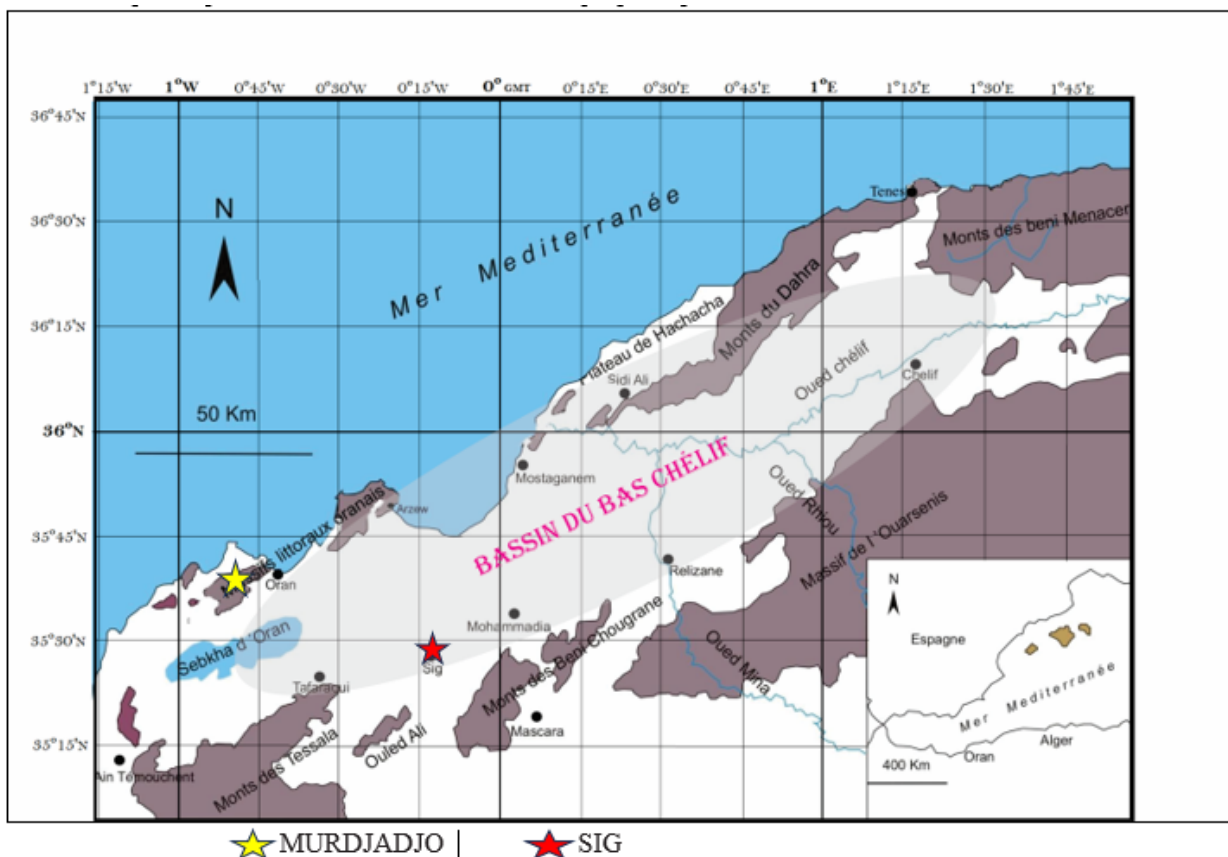 1°15'W 1°W 0°45'W 0°30'W 0°15'W 0° GMT 0°15'E 0°30'E 0°45'E 1°E 1°15'E 1°30'E 1°45'E
36°45'N
36°30'N
36°15'N
36°N
35°45'N
35°30'N
35°15'N
N
Mer Mediterranée
Tenes
Monts des beni Menacer
Monts du Dahra
Plateau de Hachacha
Sidi Ali
Oued chélif
Chelif
50 Km
Mostaganem
BASSIN DU BAS CHÉLIF
Oued Rhiou
Massif de l 'Ouarsenis
Arzew
littoraux oranais
Oran
Relizane
Mohammadia
Sebkha d 'Oran
Sig
Tafaraoui
Monts des Beni Chougrane
Oued Mina
Mascara
Ouled Ali
Monts des Tessala
Ain Témouchent
N
Espagne
Mer Mediterranée
Alger
Oran
400 Km
MURDJADJO | SIG